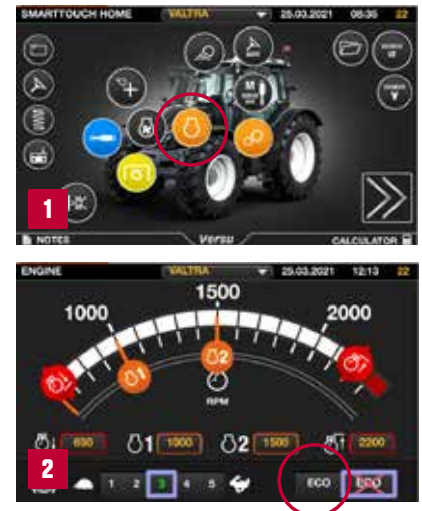 SMARTTOUCH HOME VALTRA 25.03.2021 08:35 22
M
1
NOTES Versu CALCULATOR
ENGINE VALTRA 25.03.2021 12:13 22
1000 1500 2000
1 2
RPM
650 1 1000 2 1500 2200
2
1 2 3 4 5 ECO ECO